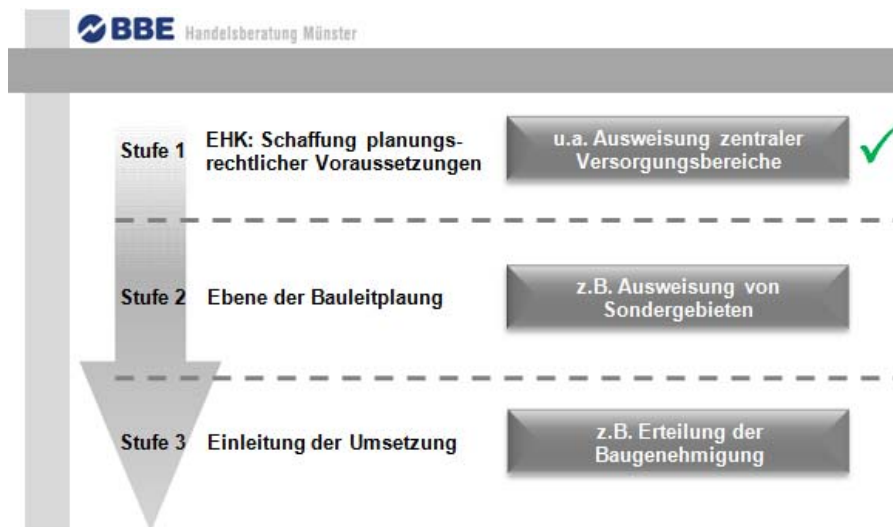 BBE Handelsberatung Münster
Stufe 1
EHK: Schaffung planungs-
rechtlicher Voraussetzungen
u.a. Ausweisung zentraler
Versorgungsbereiche
Stufe 2
Ebene der Bauleitplaung
z.B. Ausweisung von
Sondergebieten
Stufe 3
Einleitung der Umsetzung
z.B. Erteilung der
Baugenehmigung